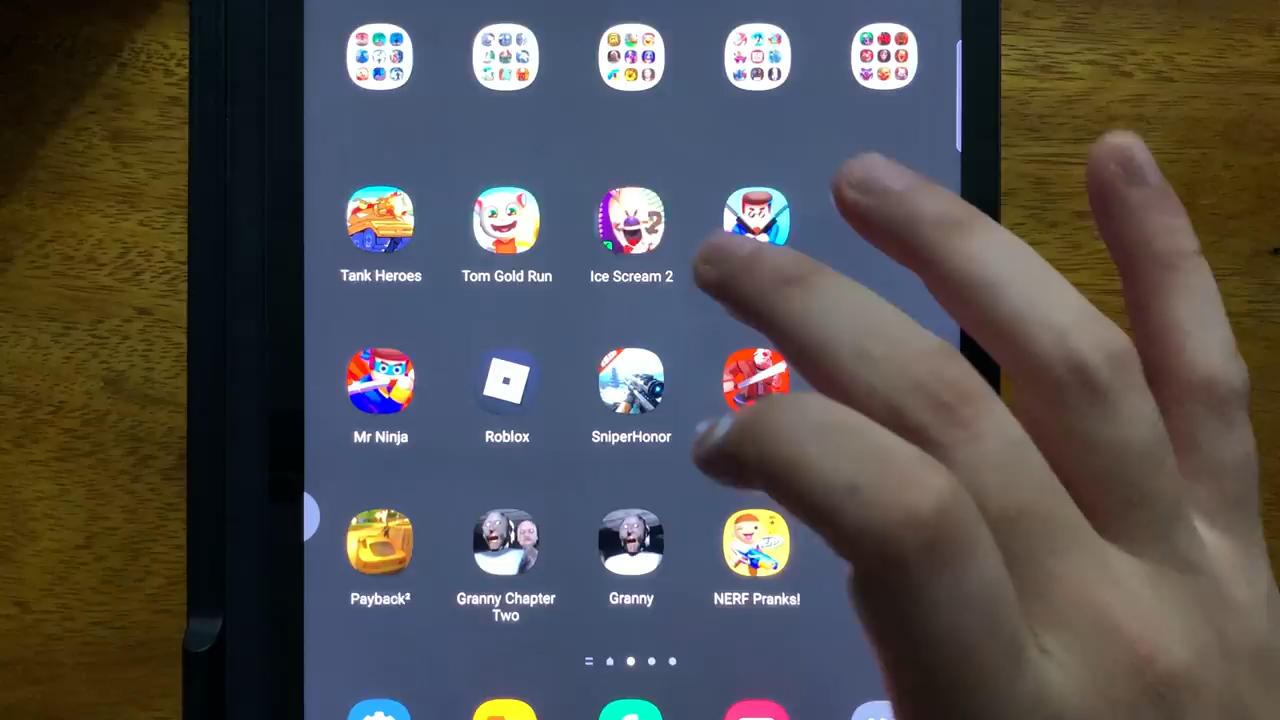 Tank Heroes
Tom Gold Run
Ice Scream 2
Mr Ninja
Roblox
SniperHonor
Payback²
Granny Chapter
Two
Granny
NERF Pranks!